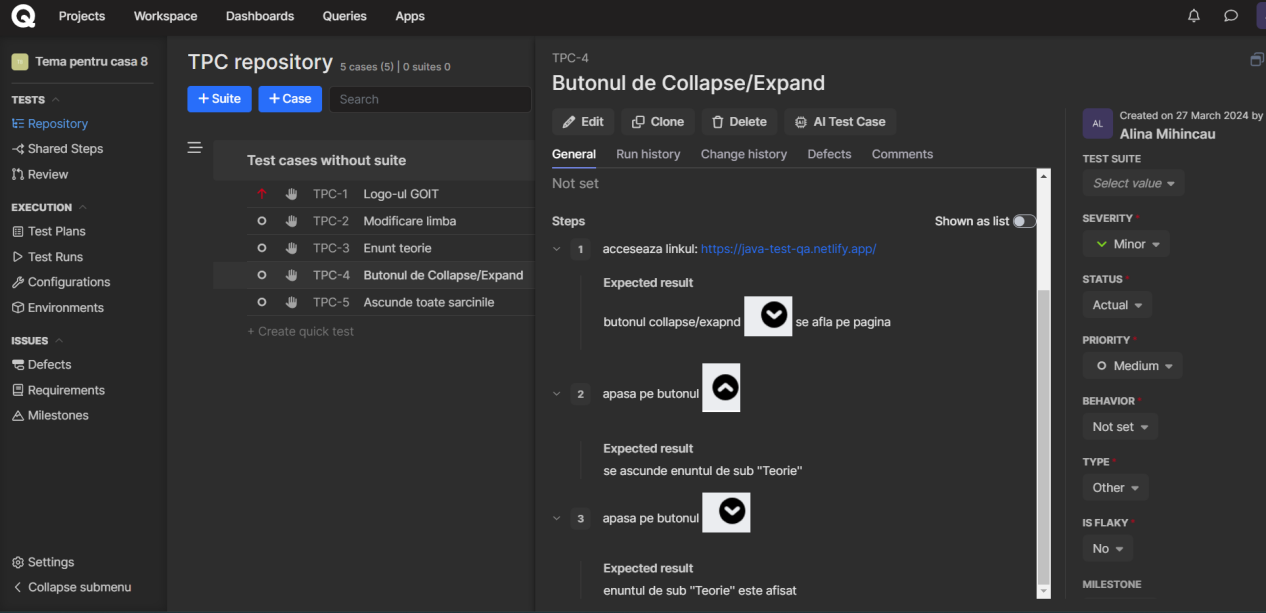 Projects Workspace Dashboards Queries Apps
Tema pentru casa 8
TESTS
Repository
Shared Steps
Review
EXECUTION
Test Plans
Test Runs
Configurations
Environments
ISSUES
Defects
Requirements
Milestones
Settings
Collapse submenu
TPC repository 5 cases (5) | 0 suites 0
+ Suite + Case Search
Test cases without suite
TPC-1 Logo-ul GOIT
TPC-2 Modificare limba
TPC-3 Enunt teorie
TPC-4 Butonul de Collapse/Expand
TPC-5 Ascunde toate sarcinile
+ Create quick test
TPC-4
Butonul de Collapse/Expand
Edit Clone Delete AI Test Case
General Run history Change history Defects Comments
Not set
Steps Shown as list
1 acceseaza linkul: https://java-test-qa.netlify.app/
Expected result
butonul collapse/exapnd se afla pe pagina
2 apasa pe butonul
Expected result
se ascunde enuntul de sub "Teorie"
3 apasa pe butonul
Expected result
enuntul de sub "Teorie" este afisat
AL Created on 27 March 2024 by
Alina Mihincau
TEST SUITE
Select value
SEVERITY*
Minor
STATUS*
Actual
PRIORITY*
Medium
BEHAVIOR*
Not set
TYPE*
Other
IS FLAKY*
No
MILESTONE